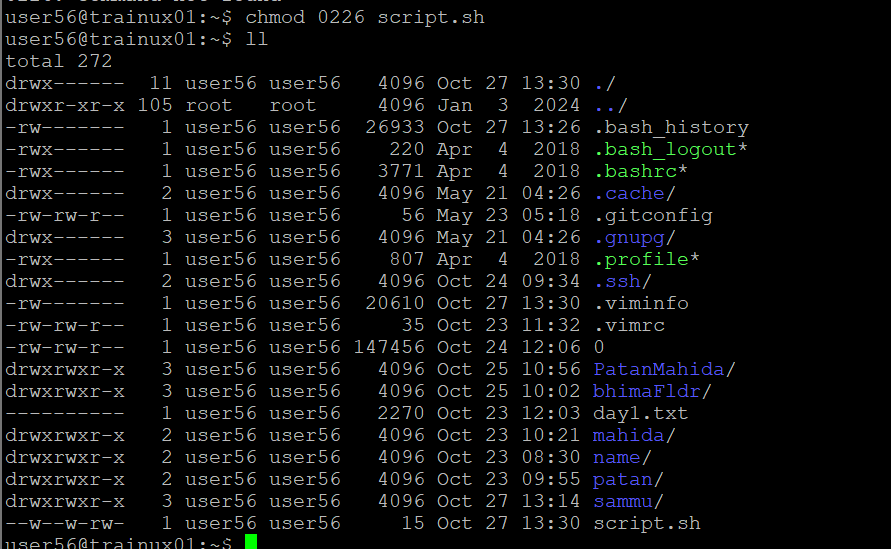 user56@trainux01:~$ chmod 0226 script.sh
user56@trainux01:~$ ll
total 272
drwx------  11 user56 user56   4096 Oct 27 13:30 ./
drwxr-xr-x 105 root   root     4096 Jan  3  2024 ../
-rw-------   1 user56 user56  26933 Oct 27 13:26 .bash_history
-rwx------   1 user56 user56    220 Apr  4  2018 .bash_logout*
-rwx------   1 user56 user56   3771 Apr  4  2018 .bashrc*
drwx------   2 user56 user56   4096 May 21 04:26 .cache/
-rw-rw-r--   1 user56 user56     56 May 23 05:18 .gitconfig
drwx------   3 user56 user56   4096 May 21 04:26 .gnupg/
-rwx------   1 user56 user56    807 Apr  4  2018 .profile*
drwx------   2 user56 user56   4096 Oct 24 09:34 .ssh/
-rw-------   1 user56 user56  20610 Oct 27 13:30 .viminfo
-rw-rw-r--   1 user56 user56     35 Oct 23 11:32 .vimrc
-rw-rw-r--   1 user56 user56 147456 Oct 24 12:06 0
drwxrwxr-x   3 user56 user56   4096 Oct 25 10:56 PatanMahida/
drwxrwxr-x   3 user56 user56   4096 Oct 25 10:02 bhimaFldr/
----------   1 user56 user56   2270 Oct 23 12:03 day1.txt
drwxrwxr-x   2 user56 user56   4096 Oct 23 10:21 mahida/
drwxrwxr-x   2 user56 user56   4096 Oct 23 08:30 name/
drwxrwxr-x   2 user56 user56   4096 Oct 23 09:55 patan/
drwxrwxr-x   3 user56 user56   4096 Oct 27 13:14 sammu/
--w--w-rw-   1 user56 user56     15 Oct 27 13:30 script.sh
user56@trainux01:~$